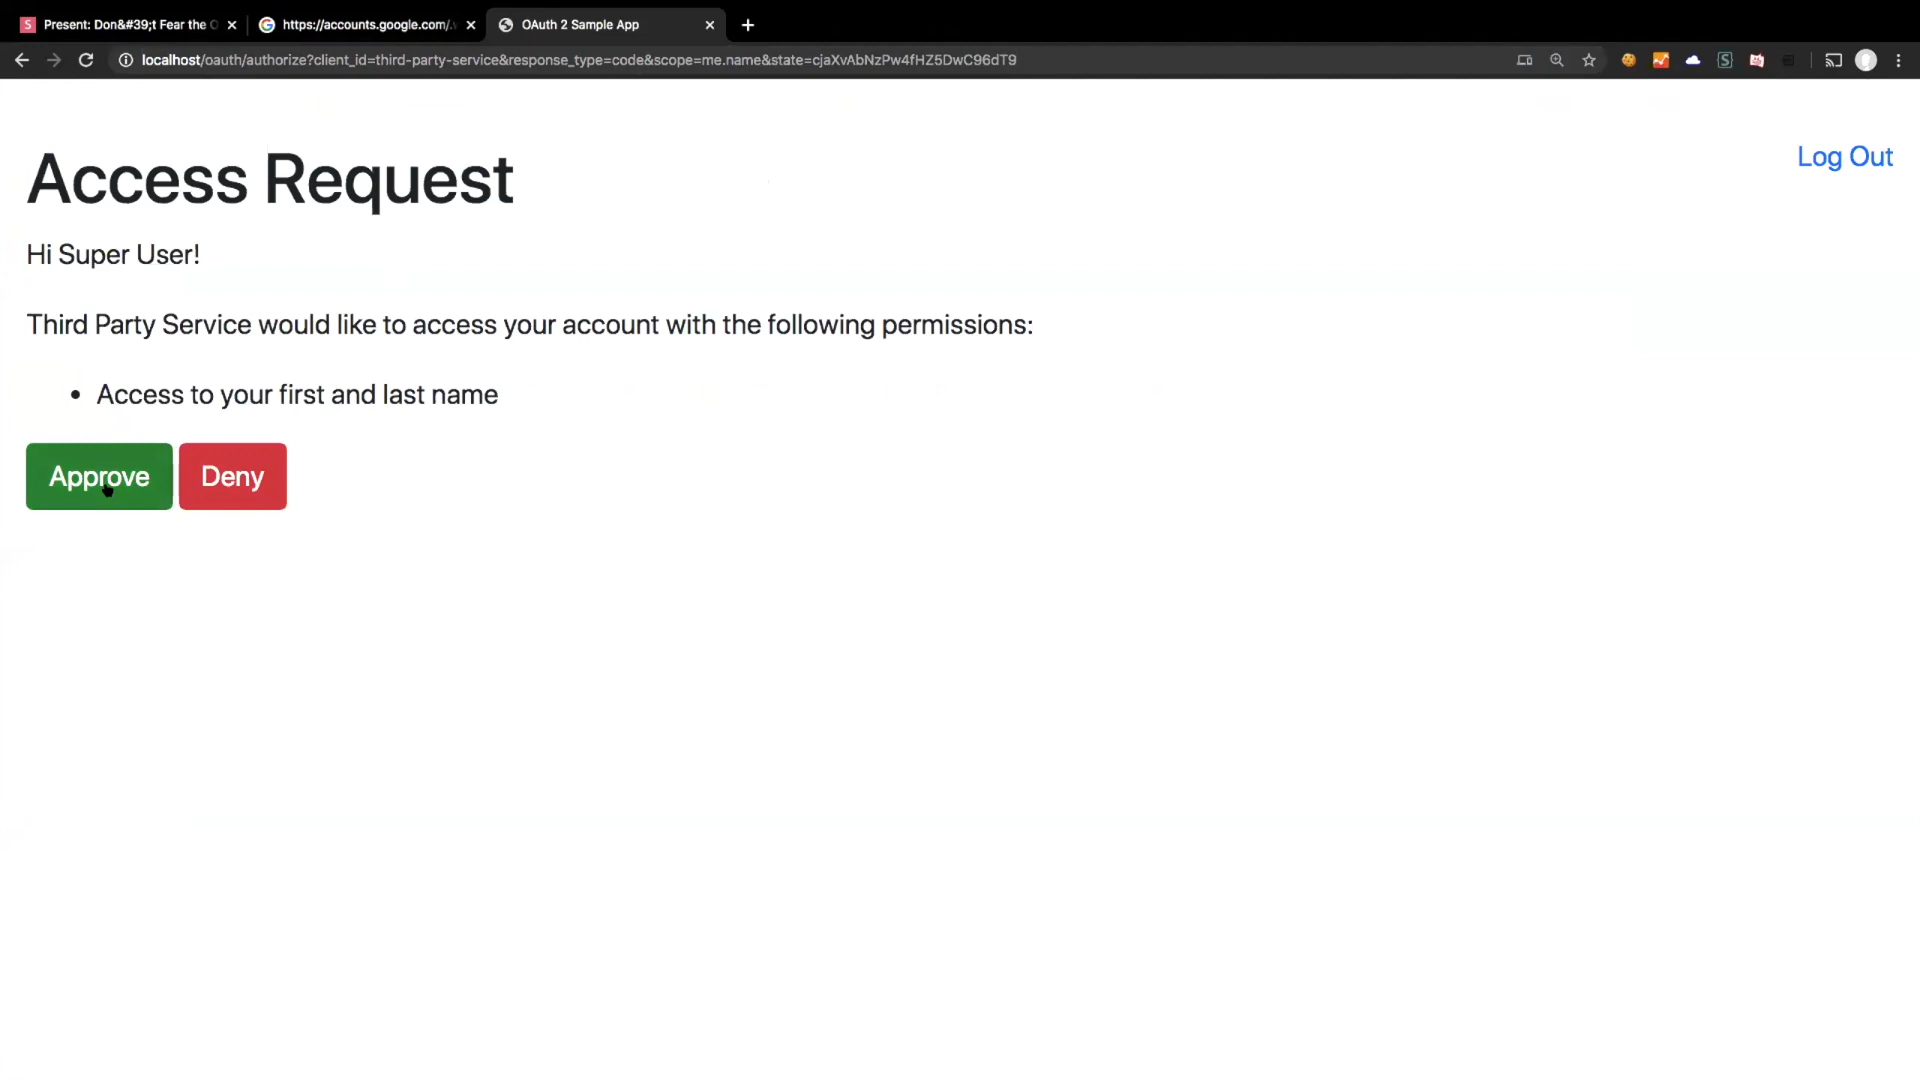 Present: Don&#39;t Fear the O
https://accounts.google.com/.
OAuth 2 Sample App
localhost/oauth/authorize?client_id=third-party-service&response_type=code&scope=me.name&state=cjaXvAbNzPw4fHZ5DwC96dT9
Log Out
Access Request
Hi Super User!
Third Party Service would like to access your account with the following permissions:
• Access to your first and last name
Approve Deny